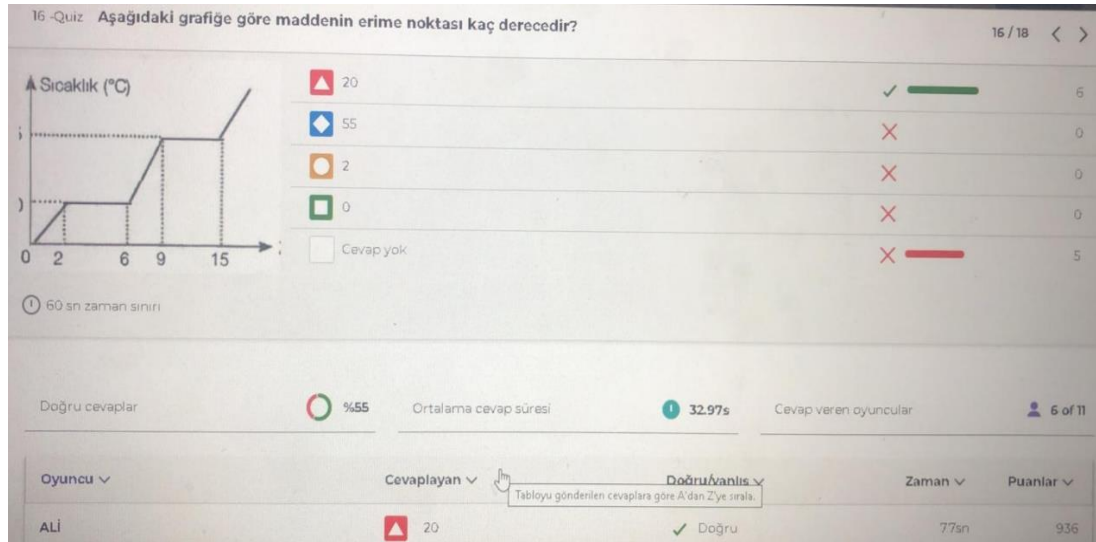 16 -Quiz Aşağıdaki grafiğe göre maddenin erime noktası kaç derecedir?
16 / 18
Sıcaklık (°C)
0 2 6 9 15
60 sn zaman sınırı
20 6
55 0
2 0
0 0
Cevap yok 5
Doğru cevaplar %55 Ortalama cevap süresi 32.97s Cevap veren oyuncular 6 of 11
Oyuncu Cevaplayan Doğru/yanlış Zaman Puanlar
Tabloyu gönderilen cevaplara göre A'dan Z'ye sırala.
ALİ 20 Doğru 77sn 936